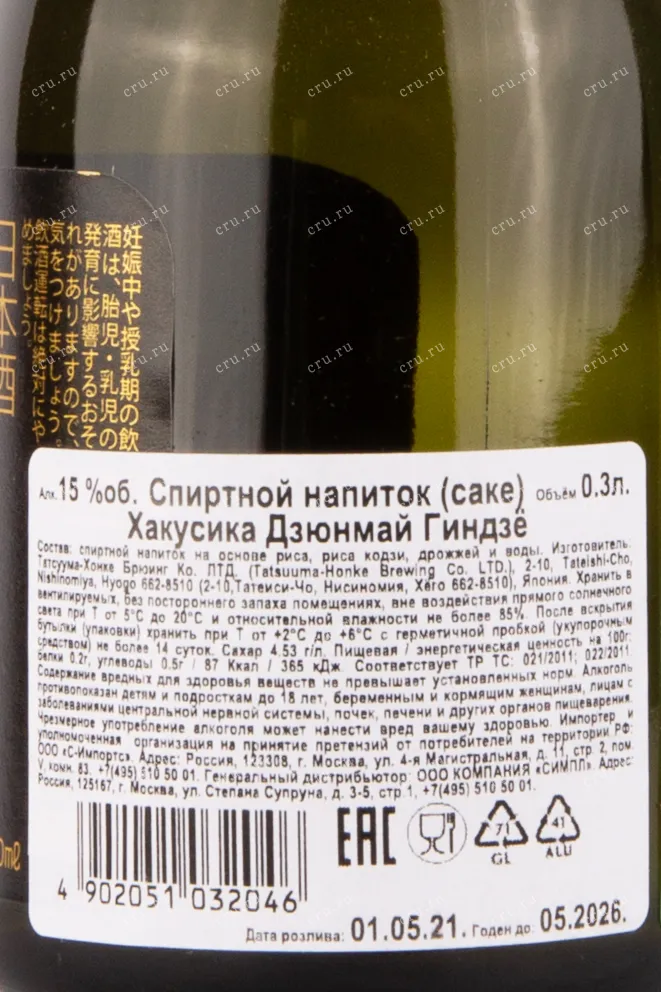 妊娠中や授乳期の飲
酒は、胎児・乳児の
発育に影響するおそ
れがありますので、
気をつけましょう。
飲酒運転は絶対にや
めましょう。
日本酒
Алк. 15 %об. Спиртной напиток (саке) Объём 0.3л.
Хакусика Дзюнмай Гиндзё
Состав: спиртной напиток на основе риса, риса кодзи, дрожжей и воды. Изготовитель:
Татсуума-Хонке Брюинг Ко. ЛТД. (Tatsuuma-Honke Brewing Co. LTD.), 2-10, Tateishi-Cho,
Nishinomiya, Hyogo 662-8510 (2-10,Татеиси-Чо, Нисиномия, Хёго 662-8510), Япония. Хранить в
вентилируемых, без постороннего запаха помещениях, вне воздействия прямого солнечного
света при Т от 5°С до 20°С и относительной влажности не более 85%. После вскрытия
бутылки (упаковки) хранить при Т от +2°С до +6°С с герметичной пробкой (укупорочным
средством) не более 14 суток. Сахар 4.53 г/л. Пищевая / энергетическая ценность на 100г:
белки 0.2г, углеводы 0.5г / 87 Ккал / 365 кДж. Соответствует ТР ТС: 021/2011; 022/2011.
Содержание вредных для здоровья веществ не превышает установленных норм. Алкоголь
противопоказан детям и подросткам до 18 лет, беременным и кормящим женщинам, лицам с
заболеваниями центральной нервной системы, почек, печени и других органов пищеварения.
Чрезмерное употребление алкоголя может нанести вред вашему здоровью. Импортер и
уполномоченная организация на принятие претензий от потребителей на территории РФ:
ООО «С-Импортс». Адрес: Россия, 123308, г. Москва, ул. 4-я Магистральная, д. 11, стр. 2, пом.
V, комн. 83. +7(495) 510 50 01. Генеральный дистрибьютор: ООО КОМПАНИЯ «СИМПЛ». Адрес:
Россия, 125167, г. Москва, ул. Степана Супруна, д. 3-5, стр 1, +7(495) 510 50 01.
EAC
71
GL
41
ALU
4 902051 032046
Дата розлива: 01.05.21. Годен до: 05.2026.
0ml
cru.ru